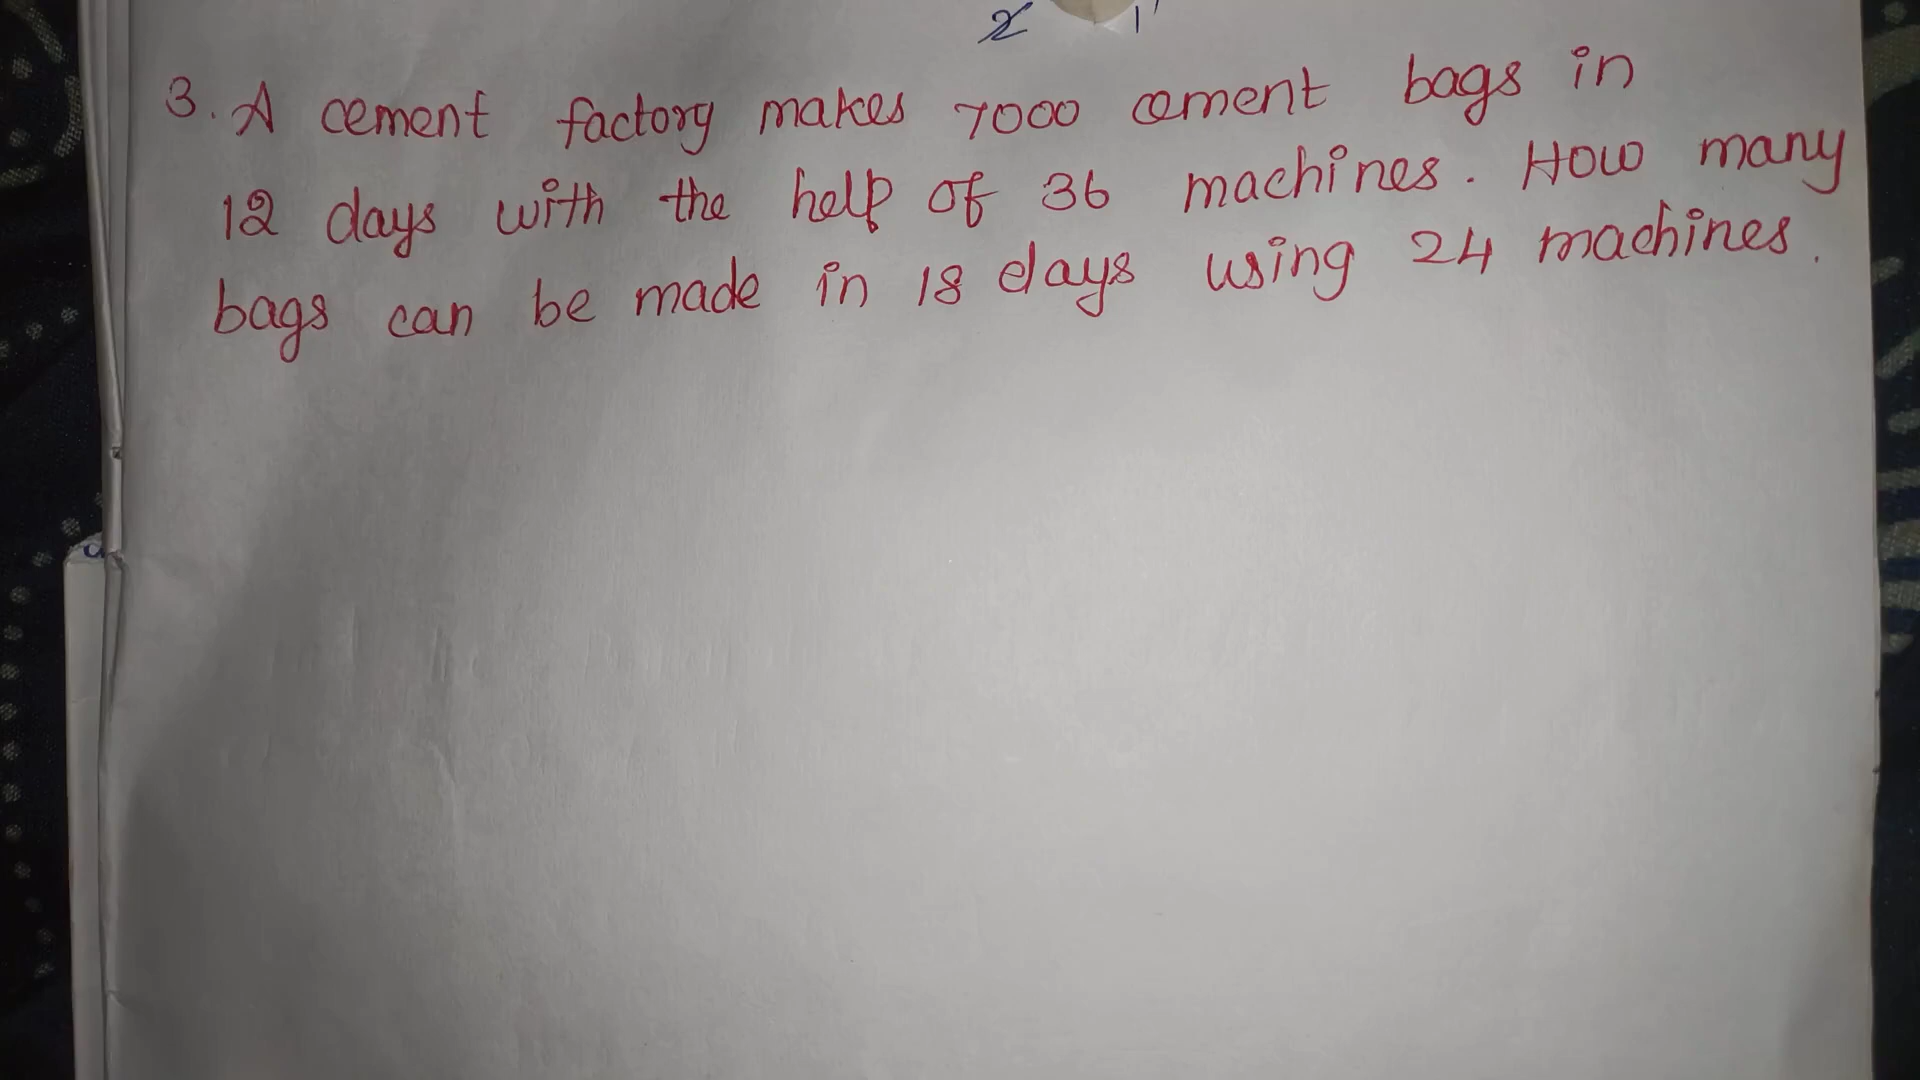 3. A cement factory makes 7000 cement bags in
12 days with the help of 36 machines. How many
bags can be made in 18 days using 24 machines.